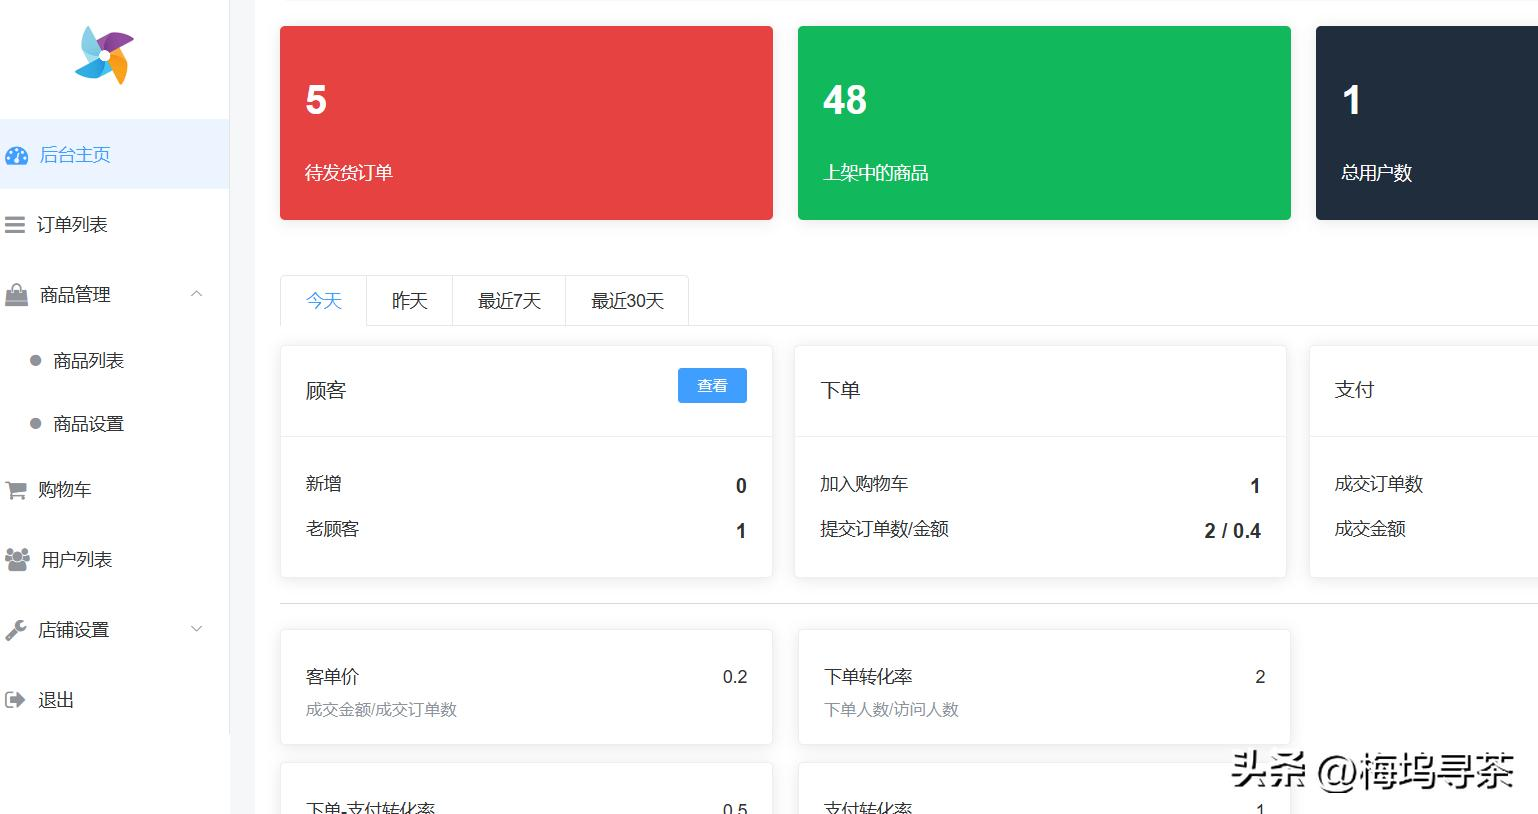 5
待发货订单
48
上架中的商品
1
总用户数
后台主页
订单列表
商品管理
商品列表
商品设置
购物车
用户列表
店铺设置
退出
今天
昨天
最近7天
最近30天
顾客
查看
新增
0
老顾客
1
下单
加入购物车
1
提交订单数/金额
2 / 0.4
支付
成交订单数
成交金额
客单价
0.2
成交金额/成交订单数
下单转化率
2
下单人数/访问人数
下单-支付转化率
0.5
支付转化率
1
头条 @梅坞寻茶